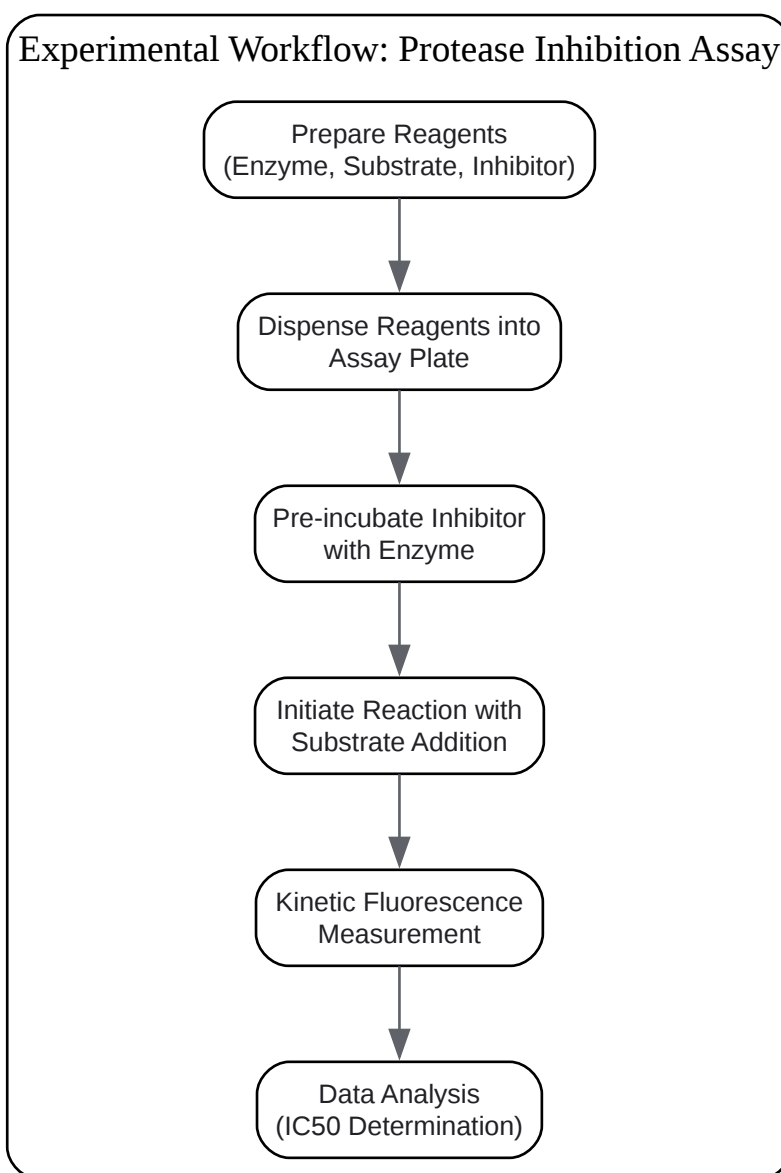 Experimental Workflow: Protease Inhibition Assay
Prepare Reagents
(Enzyme, Substrate, Inhibitor)
Dispense Reagents into
Assay Plate
Pre-incubate Inhibitor
with Enzyme
Initiate Reaction with
Substrate Addition
Kinetic Fluorescence
Measurement
Data Analysis
(IC50 Determination)